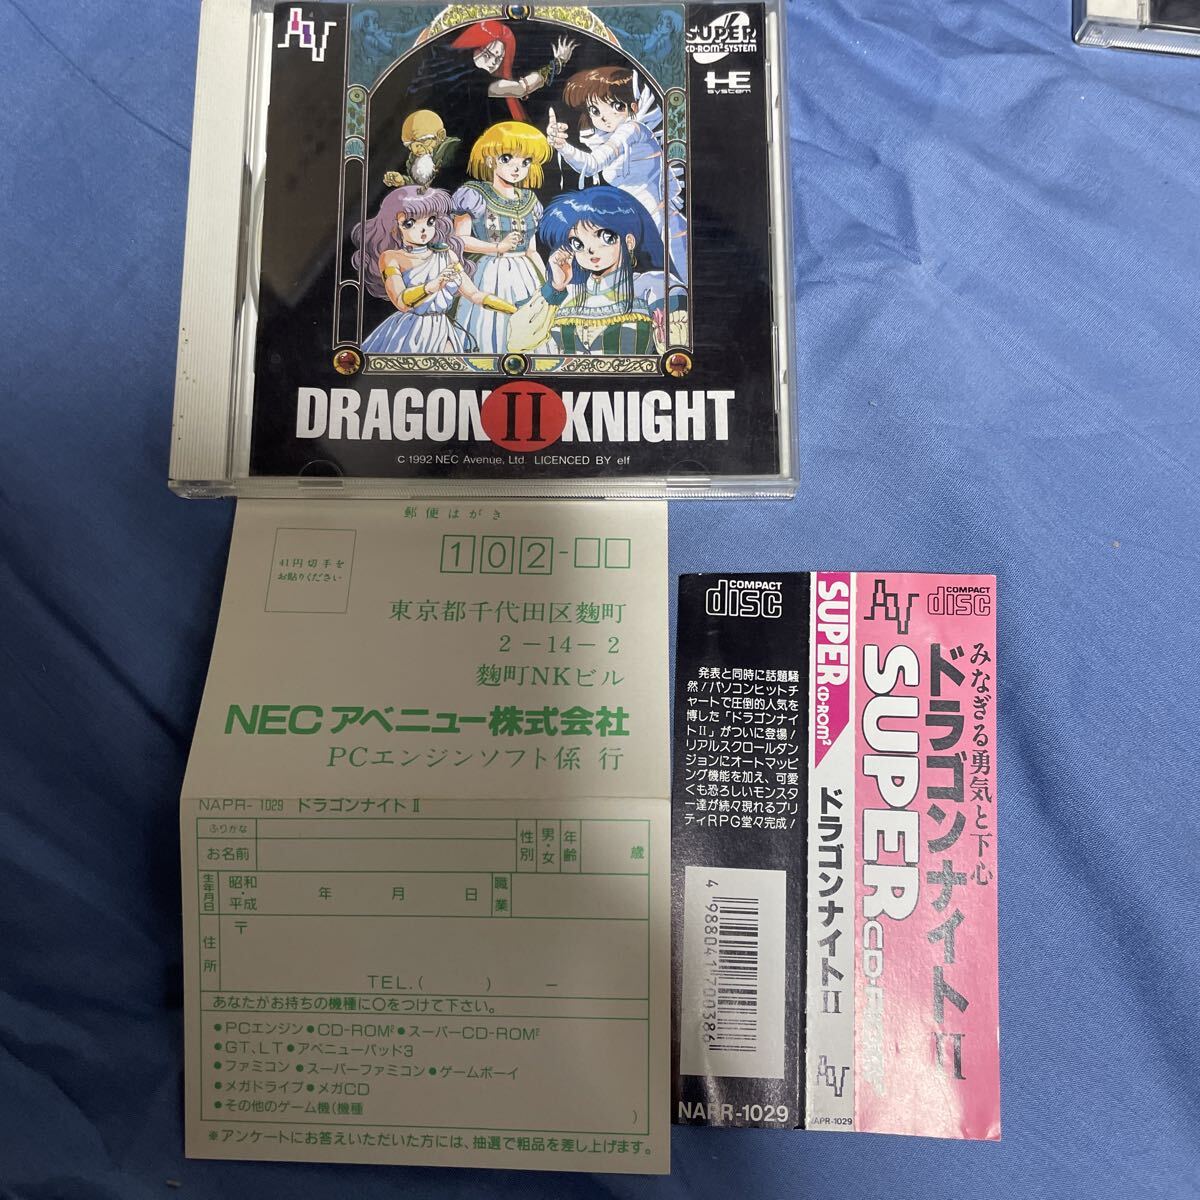 AV
SUPER
CD-ROM² SYSTEM
HE
system
DRAGON II KNIGHT
C 1992 NEC Avenue, Ltd. LICENCED BY elf
郵便はがき
41円切手を
お貼りください
102-□□
東京都千代田区麴町
2-14-2
麴町NKビル
NECアベニュー株式会社
PCエンジンソフト係 行
NAPR-1029 ドラゴンナイトII
ふりがな
お名前
性別
男・女
年齢
歳
生年月日
昭和・平成
年 月 日
職業
住所
〒
TEL.( ) −
あなたがお持ちの機種に○をつけて下さい。
●PCエンジン●CD-ROM²●スーパーCD-ROM²
●GT、LT●アベニューパッド3
●ファミコン●スーパーファミコン●ゲームボーイ
●メガドライブ●メガCD
●その他のゲーム機(機種 )
※アンケートにお答えいただいた方には、抽選で粗品を差し上げます。
COMPACT
disc
発表と同時に話題騒
然!パソコンヒットチ
ャートで圧倒的人気を
博した「ドラゴンナイ
トII」がついに登場!
リアルスクロールダン
ジョンにオートマッピ
ング機能を加え、可愛
くも恐ろしいモンスタ
ー達が続々現れるプリ
ティRPG堂々完成!
4 988041 700386
NAPR-1029
SUPER CD-ROM²
ドラゴンナイトII
AV
NAPR-1029
AV
COMPACT
disc
みなぎる勇気と下心
ドラゴンナイトII
SUPER CD-ROM²